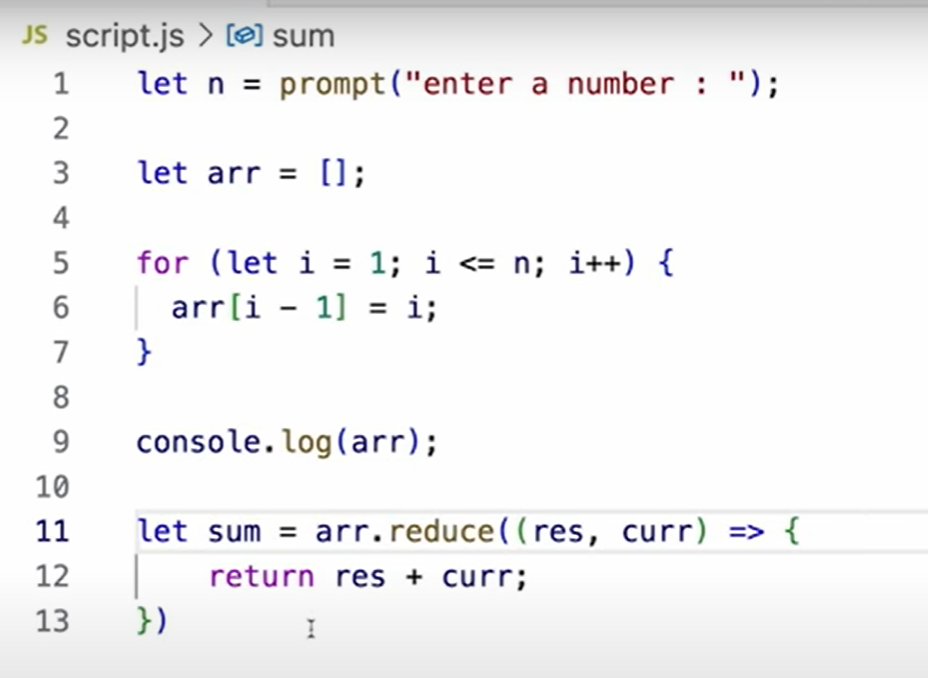 JS script.js > sum
1 let n = prompt("enter a number : ");
2
3 let arr = [];
4
5 for (let i = 1; i <= n; i++) {
6 arr[i - 1] = i;
7 }
8
9 console.log(arr);
10
11 let sum = arr.reduce((res, curr) => {
12 return res + curr;
13 })